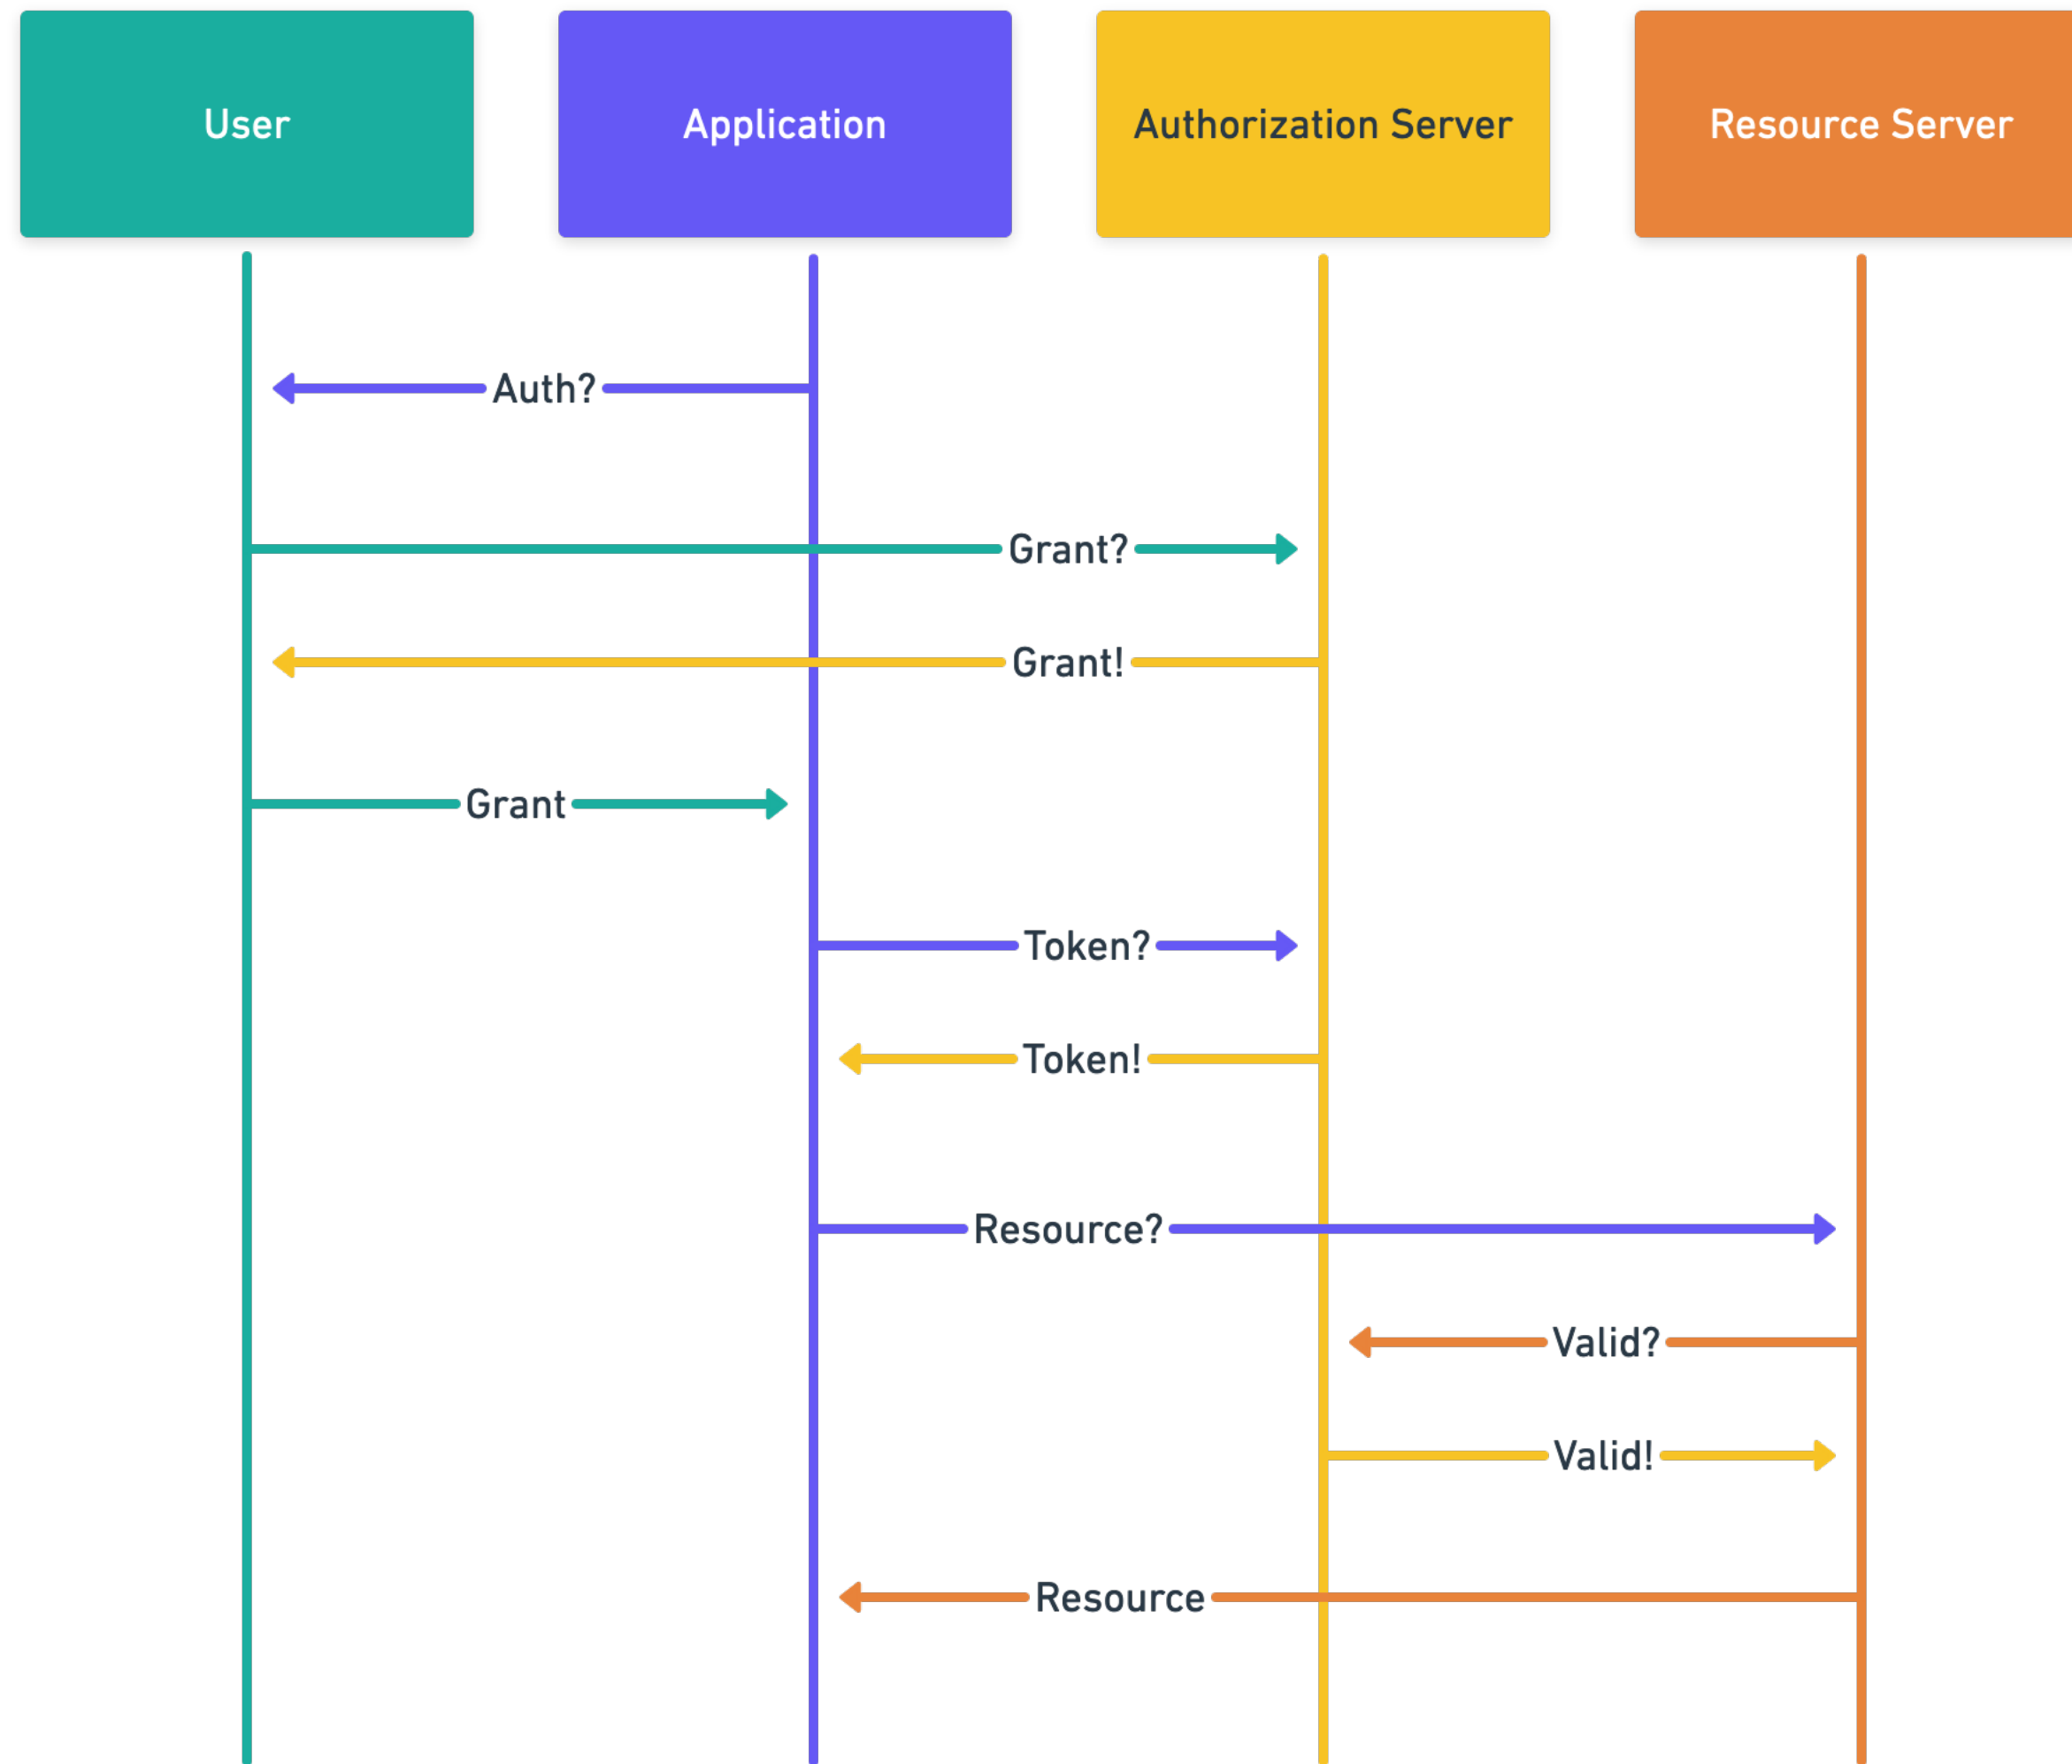 User
Application
Authorization Server
Resource Server
Auth?
Grant?
Grant!
Grant
Token?
Token!
Resource?
Valid?
Valid!
Resource